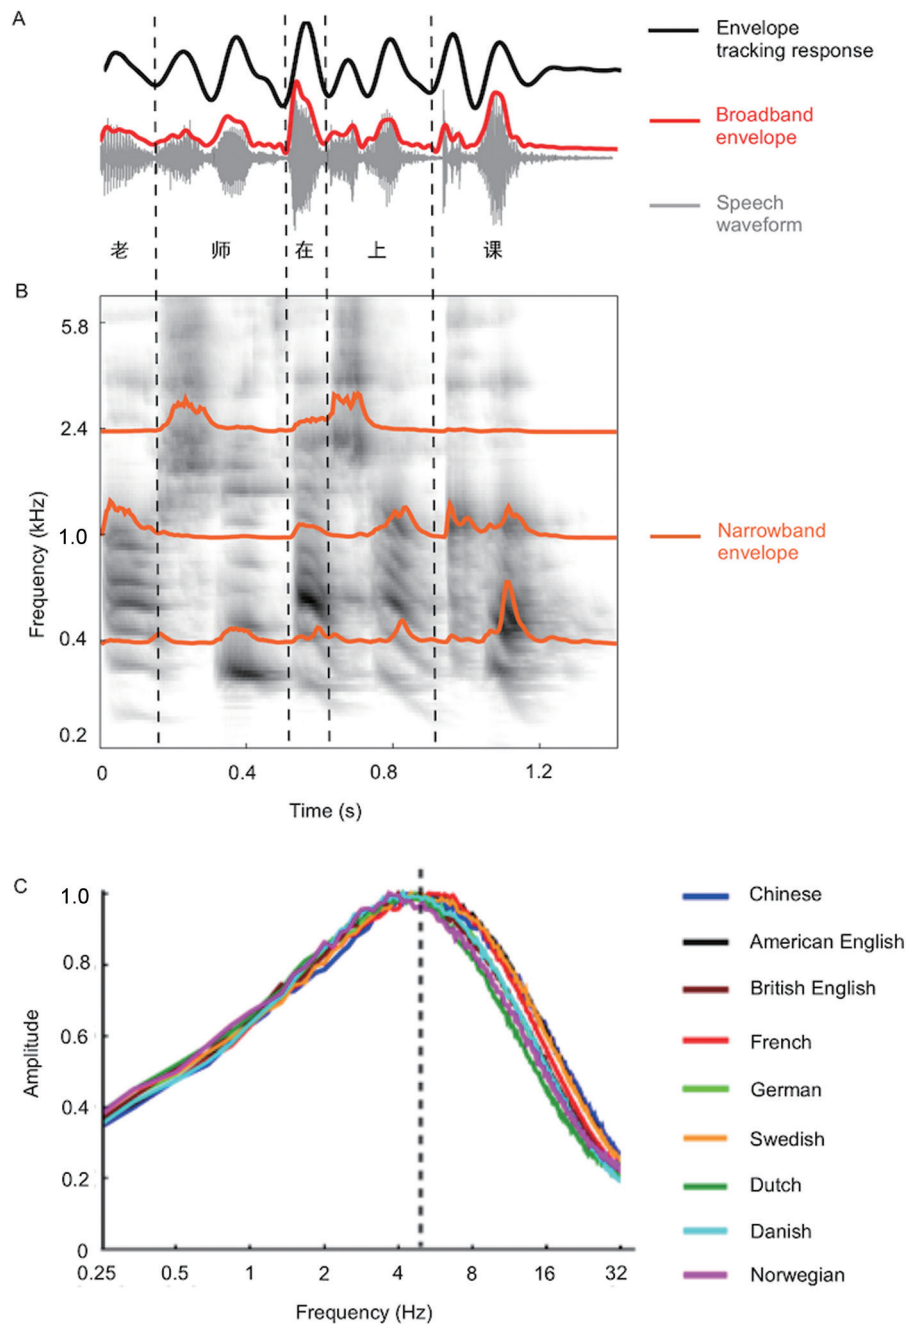 A
Envelope
tracking response
Broadband
envelope
Speech
waveform
老 师 在 上 课
B
5.8
2.4
1.0
0.4
0.2
Frequency (kHz)
0 0.4 0.8 1.2
Time (s)
Narrowband
envelope
C
1.0
0.8
0.6
0.4
0.2
0
Amplitude
0.25 0.5 1 2 4 8 16 32
Frequency (Hz)
Chinese
American English
British English
French
German
Swedish
Dutch
Danish
Norwegian